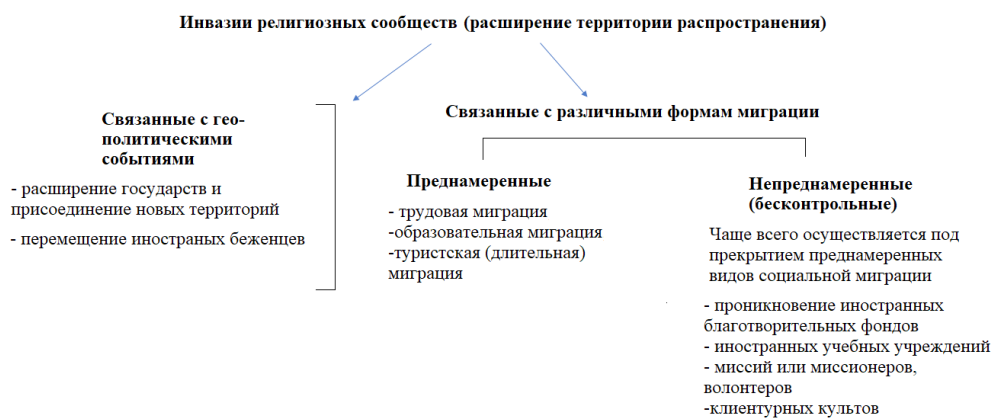 Инвазии религиозных сообществ (расширение территории распространения)
Связанные с гео-
политическими
событиями
- расширение государств и
присоединение новых территорий
- перемещение иностраных беженцев
Связанные с различными формам миграции
Преднамеренные
- трудовая миграция
-образовательная миграция
-туристская (длительная)
миграция
Непреднамеренные
(бесконтрольные)
Чаще всего осуществляется под
прекрытием преднамеренных
видов социальной миграции
- проникновение иностранных
благотворительных фондов
- иностранных учебных учреждений
- миссий или миссионеров,
волонтеров
-клиентурных культов